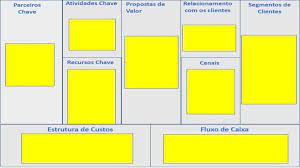 Parceiros
Chave
Atividades Chave
Recursos Chave
Propostas de
Valor
Relacionamento
com os clientes
Canais
Segmentos de
Clientes
Estrutura de Custos
Fluxo de Caixa